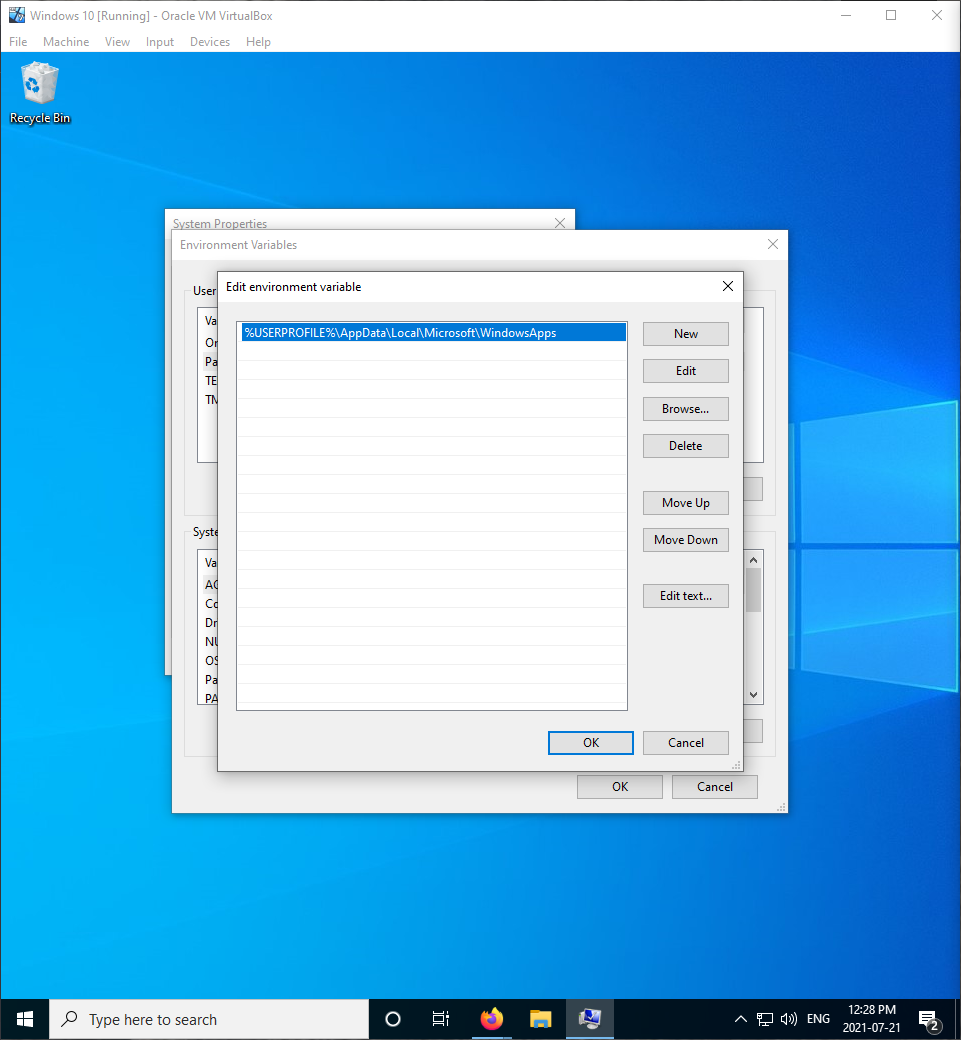 Windows 10 [Running] - Oracle VM VirtualBox
File Machine View Input Devices Help
Recycle Bin
System Properties
Environment Variables
Edit environment variable
User
Va
On
Pa
TE
TM
%USERPROFILE%\AppData\Local\Microsoft\WindowsApps
New
Edit
Browse...
Delete
Move Up
Move Down
Edit text...
Syste
Va
AC
Co
Dr
NU
OS
Pa
PA
OK Cancel
OK Cancel
Type here to search
ENG
12:28 PM
2021-07-21
2